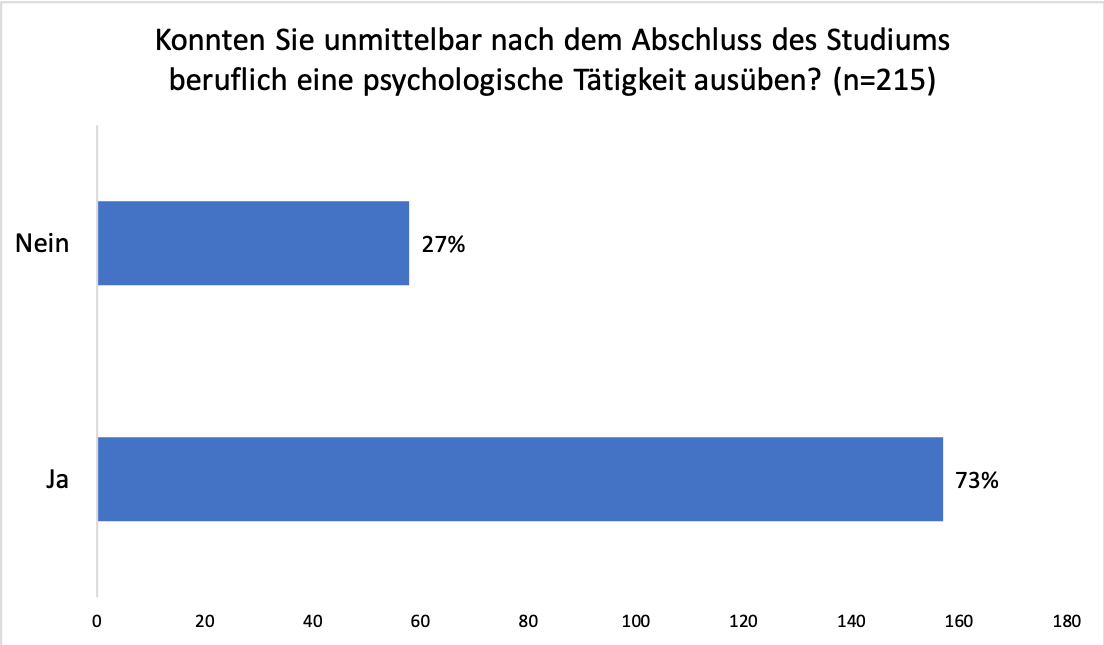 Konnten Sie unmittelbar nach dem Abschluss des Studiums
beruflich eine psychologische Tätigkeit ausüben? (n=215)
Nein
27%
Ja
73%
0 20 40 60 80 100 120 140 160 180